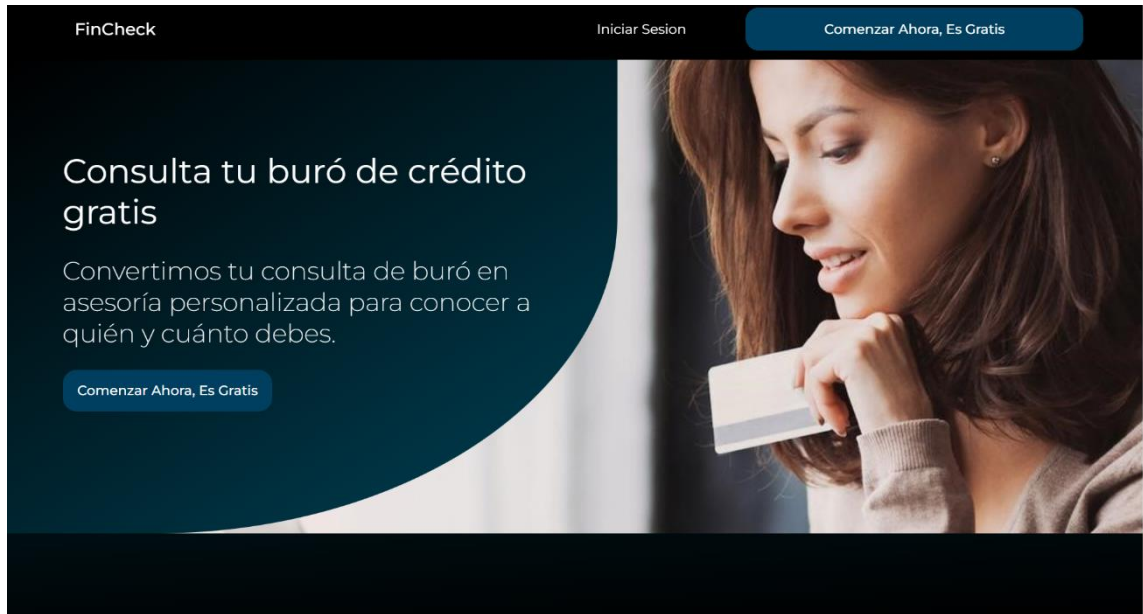 FinCheck
Iniciar Sesion
Comenzar Ahora, Es Gratis
Consulta tu buró de crédito
gratis
Convertimos tu consulta de buró en
asesoría personalizada para conocer a
quién y cuánto debes.
Comenzar Ahora, Es Gratis